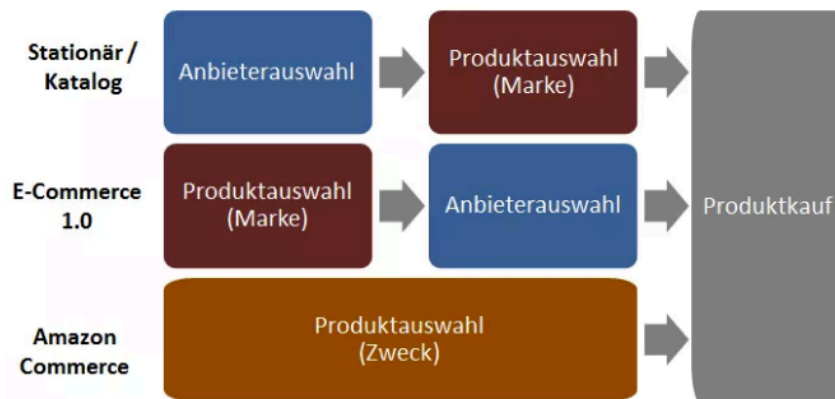 Stationär /
Katalog
Anbieterauswahl
Produktauswahl
(Marke)
E-Commerce
1.0
Produktauswahl
(Marke)
Anbieterauswahl
Produktkauf
Amazon
Commerce
Produktauswahl
(Zweck)